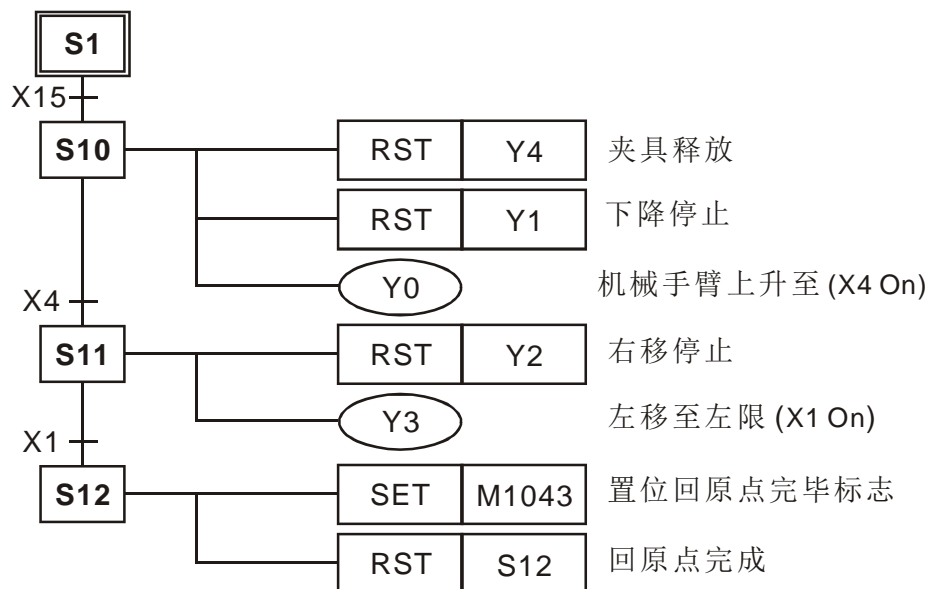 S1
X15
S10 RST Y4 夹具释放
RST Y1 下降停止
Y0 机械手臂上升至 (X4 On)
X4
S11 RST Y2 右移停止
Y3 左移至左限 (X1 On)
X1
S12 SET M1043 置位回原点完毕标志
RST S12 回原点完成